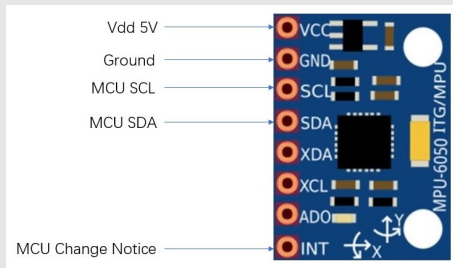 Vdd 5V
Ground
MCU SCL
MCU SDA
MCU Change Notice
VCC
GND
SCL
SDA
XDA
XCL
ADO
INT
MPU-6050 ITG/MPU
Y
X